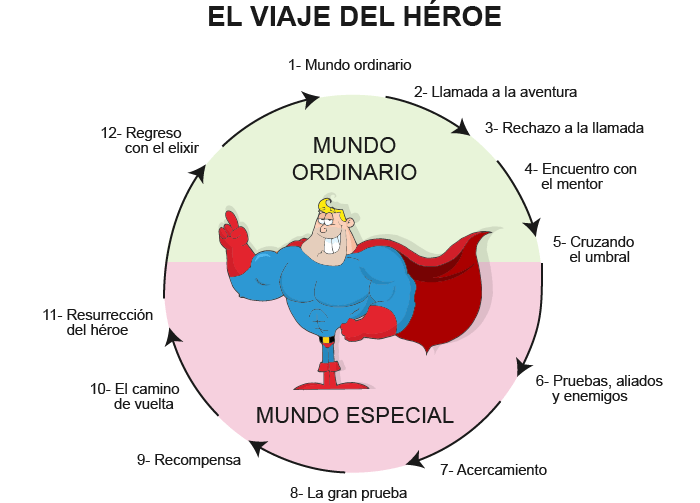 EL VIAJE DEL HÉROE
1- Mundo ordinario
2- Llamada a la aventura
3- Rechazo a la llamada
4- Encuentro con
el mentor
5- Cruzando
el umbral
6- Pruebas, aliados
y enemigos
7- Acercamiento
8- La gran prueba
9- Recompensa
10- El camino
de vuelta
11- Resurrección
del héroe
12- Regreso
con el elixir
MUNDO
ORDINARIO
MUNDO ESPECIAL